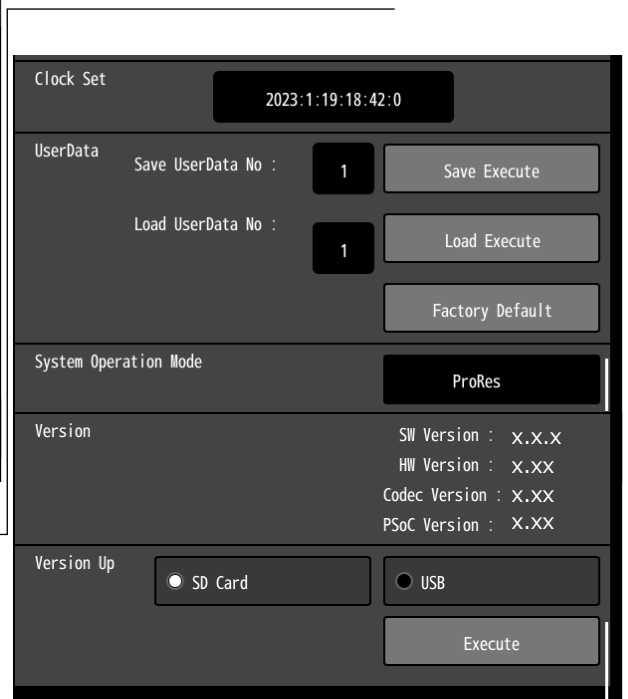 Clock Set
2023:1:19:18:42:0
UserData
Save UserData No :
1
Save Execute
Load UserData No :
1
Load Execute
Factory Default
System Operation Mode
ProRes
Version
SW Version : X.X.X
HW Version : X.XX
Codec Version : X.XX
PSoC Version : X.XX
Version Up
SD Card
USB
Execute